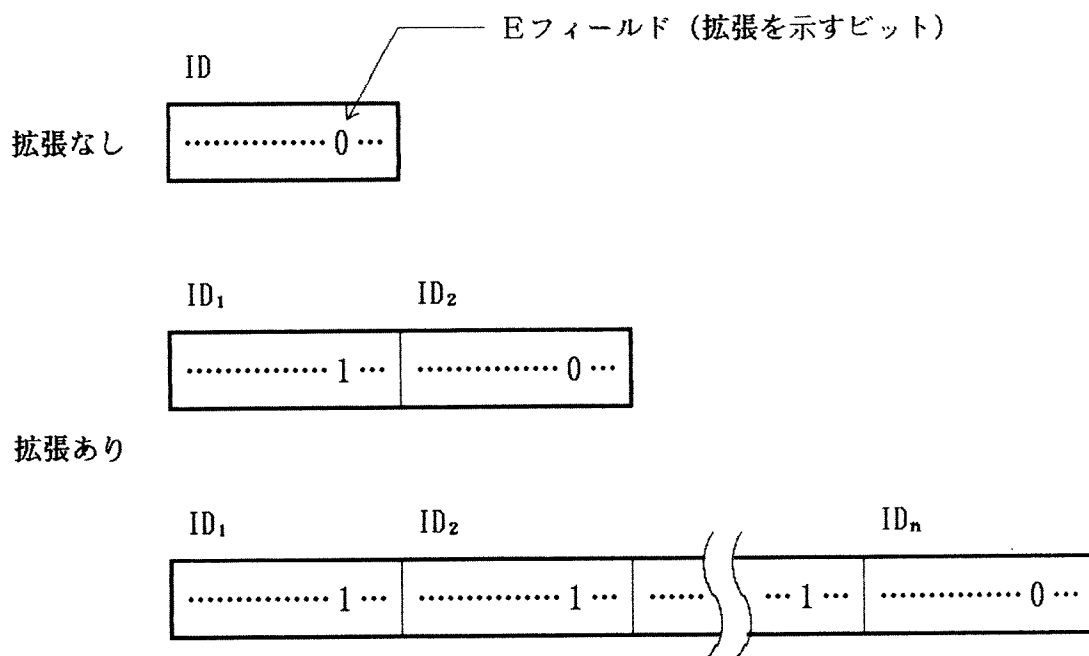 Eフィールド (拡張を示すビット)
ID
拡張なし
…………… 0 …
ID₁ ID₂
…………… 1 … …………… 0 …
拡張あり
ID₁ ID₂ IDₙ
…………… 1 … …………… 1 … …… … 1 … …………… 0 …